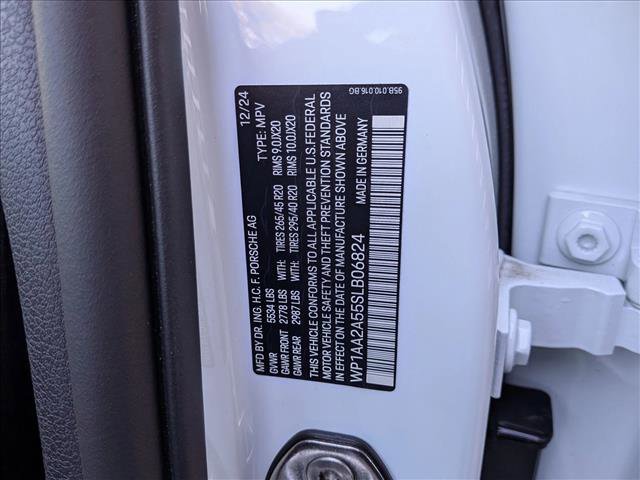 MFD BY DR. ING. H.C. F. PORSCHE AG 12/24
GVWR 5534 LBS TYPE: MPV
GAWR FRONT 2778 LBS WITH: TIRES 265/45 R20 RIMS 9.0JX20
GAWR REAR 2987 LBS WITH: TIRES 295/40 R20 RIMS 10.0JX20
THIS VEHICLE CONFORMS TO ALL APPLICABLE U.S. FEDERAL
MOTOR VEHICLE SAFETY AND THEFT PREVENTION STANDARDS
IN EFFECT ON THE DATE OF MANUFACTURE SHOWN ABOVE
WP1AA2A55SLB06824 MADE IN GERMANY
95B.010.016.BG